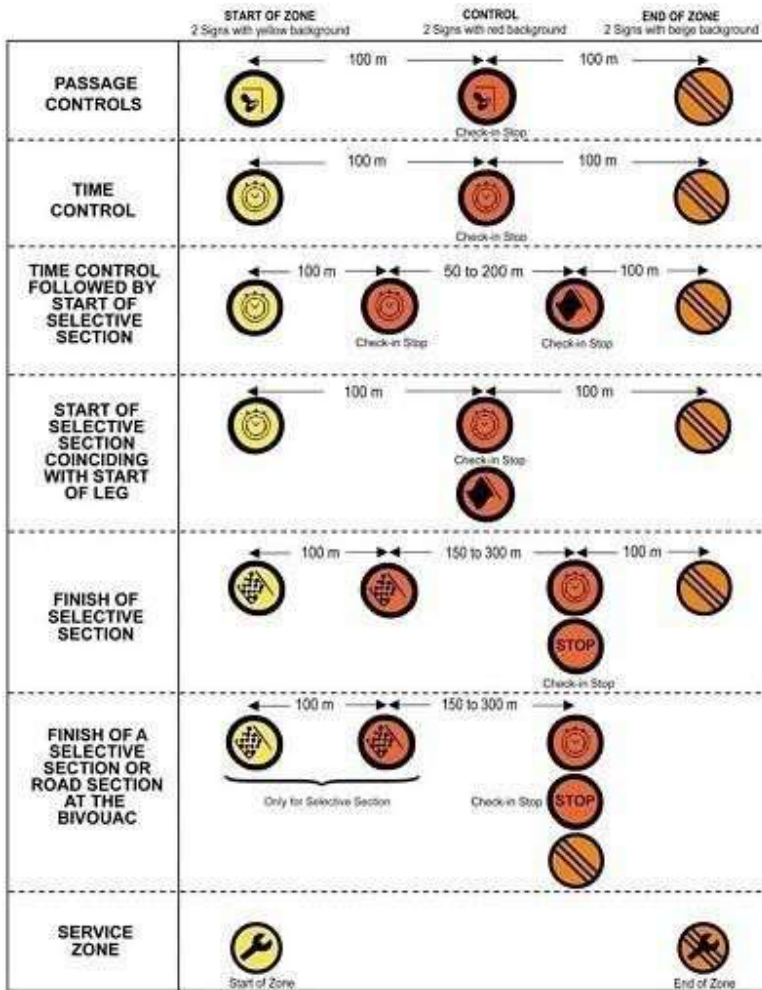 START OF ZONE
2 Signs with yellow background
CONTROL
2 Signs with red background
END OF ZONE
2 Signs with beige background
PASSAGE
CONTROLS
100 m
100 m
Check-in Stop
TIME
CONTROL
100 m
100 m
Check-in Stop
TIME CONTROL
FOLLOWED BY
START OF
SELECTIVE
SECTION
100 m
50 to 200 m
100 m
Check-in Stop
Check-in Stop
START OF
SELECTIVE
SECTION
COINCIDING
WITH START
OF LEG
100 m
100 m
Check-in Stop
FINISH OF
SELECTIVE
SECTION
100 m
150 to 300 m
100 m
STOP
Check-in Stop
FINISH OF A
SELECTIVE
SECTION OR
ROAD SECTION
AT THE
BIVOUAC
100 m
150 to 300 m
Only for Selective Section
Check-in Stop
STOP
SERVICE
ZONE
Start of Zone
End of Zone